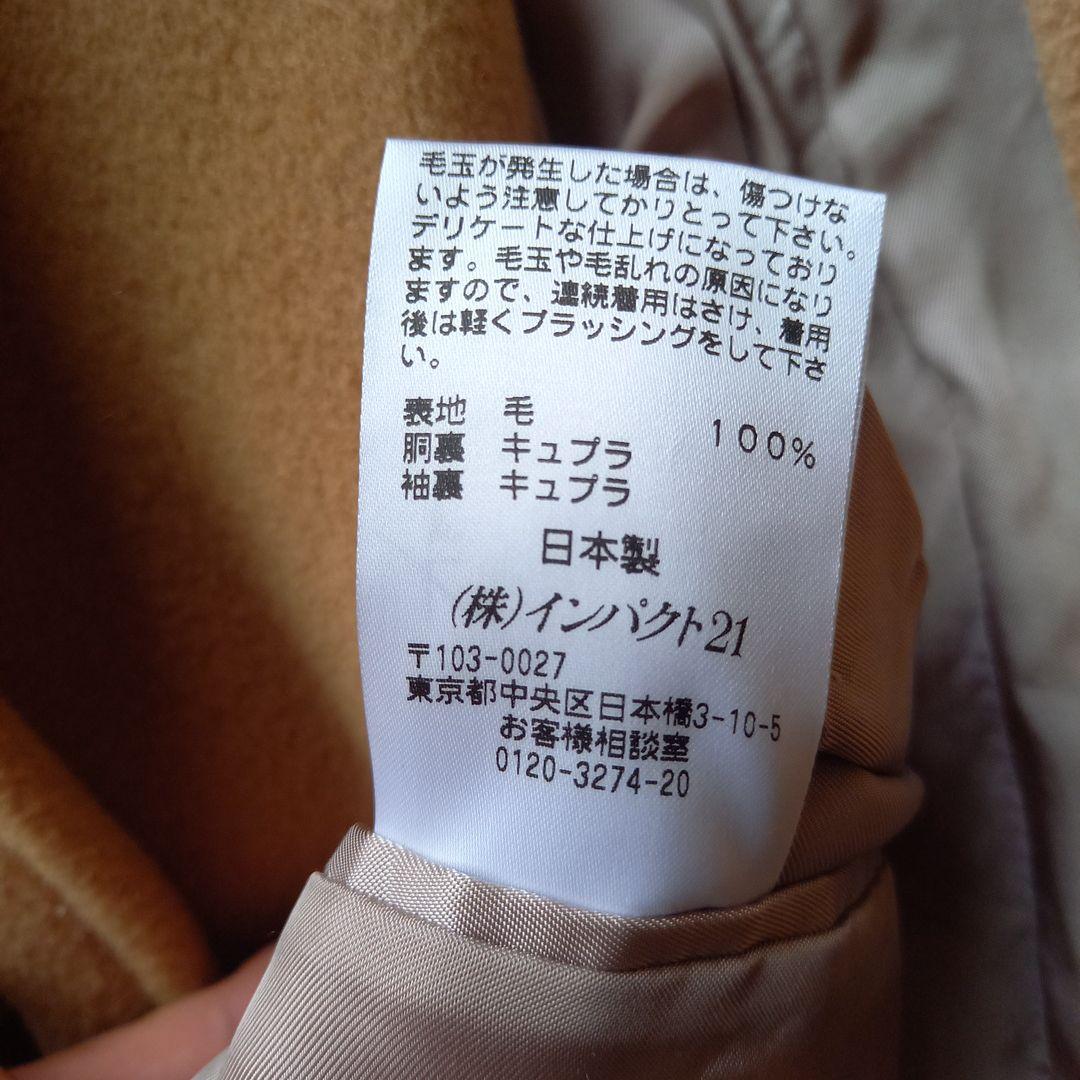 毛玉が発生した場合は、傷つけな
いよう注意してかりとって下さい。
デリケートな仕上げになっており
ます。毛玉や毛乱れの原因になり
ますので、連続着用はさけ、着用
後は軽くブラッシングをして下さ
い。
表地 毛 100%
胴裏 キュプラ
袖裏 キュプラ
日本製
(株)インパクト21
〒103-0027
東京都中央区日本橋3-10-5
お客様相談室
0120-3274-20